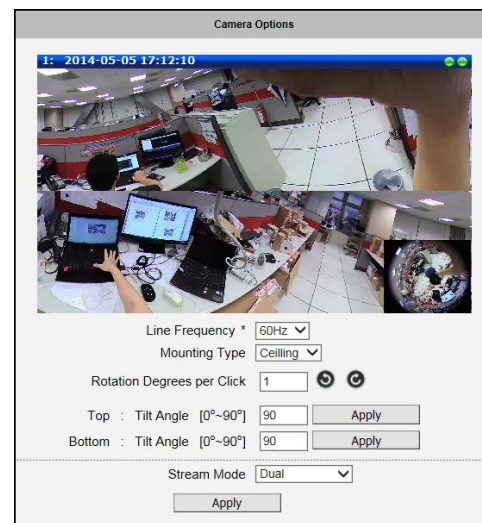 Camera Options
1: 2014-05-05 17:12:10
Line Frequency * 60Hz
Mounting Type Ceilling
Rotation Degrees per Click 1
Top : Tilt Angle [0°~90°] 90 Apply
Bottom : Tilt Angle [0°~90°] 90 Apply
Stream Mode Dual
Apply